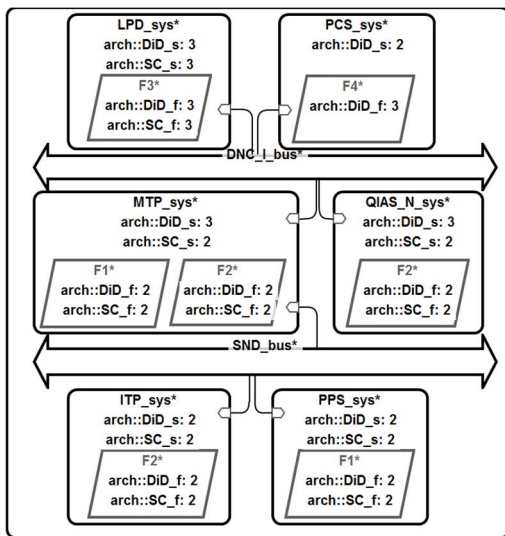 LPD_sys*
arch::DiD_s: 3
arch::SC_s: 3
F3*
arch::DiD_f: 3
arch::SC_f: 3
PCS_sys*
arch::DiD_s: 2
F4*
arch::DiD_f: 3
DNC_I_bus*
MTP_sys*
arch::DiD_s: 3
arch::SC_s: 2
F1*
arch::DiD_f: 2
arch::SC_f: 2
F2*
arch::DiD_f: 2
arch::SC_f: 2
QIAS_N_sys*
arch::DiD_s: 3
arch::SC_s: 2
F2*
arch::DiD_f: 2
arch::SC_f: 2
SND_bus*
ITP_sys*
arch::DiD_s: 2
arch::SC_s: 2
F2*
arch::DiD_f: 2
arch::SC_f: 2
PPS_sys*
arch::DiD_s: 2
arch::SC_s: 2
F1*
arch::DiD_f: 2
arch::SC_f: 2